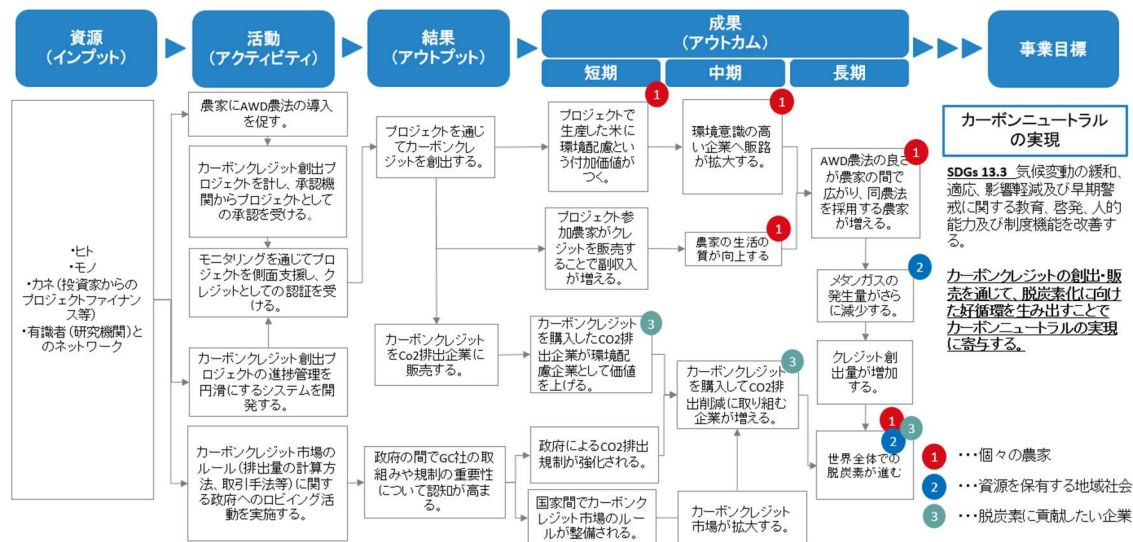 資源
(インプット)
活動
(アクティビティ)
結果
(アウトプット)
成果
(アウトカム)
短期
中期
長期
事業目標
・ヒト
・モノ
・カネ(投資家からの
プロジェクトファイナン
ス等)
・有識者(研究機関)と
のネットワーク
農家にAWD農法の導入
を促す。
カーボンクレジット創出プ
ロジェクトを計し、承認機
関からプロジェクトとしての
承認を受ける。
モニタリングを通じてプロ
ジェクトを側面支援し、ク
レジットとしての認証を受
ける。
カーボンクレジット創出プ
ロジェクトの進捗管理を
円滑にするシステムを開
発する。
カーボンクレジット市場の
ルール(排出量の計算方
法、取引手法等)に関
する政府へのロビイング活
動を実施する。
プロジェクトを通じ
てカーボンクレジッ
トを創出する。
カーボンクレジット
をCo2排出企業に
販売する。
政府の間でGC社の取
組みや規制の重要性
について認知が高まる。
1
プロジェクトで
生産した米に
環境配慮とい
う付加価値が
つく。
プロジェクト参
加農家がクレ
ジットを販売す
ることで副収入
が増える。
3
カーボンクレジット
を購入したCO2排
出企業が環境配
慮企業として価値
を上げる。
政府によるCO2排出
規制が強化される。
国家間でカーボンク
レジット市場のルー
ルが整備される。
1
環境意識の高
い企業へ販路
が拡大する。
1
農家の生活の
質が向上する
3
カーボンクレジット
を購入してCO2排
出削減に取り組む
企業が増える。
カーボンクレジット
市場が拡大する。
1
AWD農法の良さ
が農家の間で
広がり、同農法
を採用する農家
が増える。
2
メタンガスの
発生量がさら
に減少する。
クレジット創
出量が増加
する。
1
2
3
世界全体での
脱炭素が進む
カーボンニュートラル
の実現
SDGs 13.3 気候変動の緩和、
適応、影響軽減及び早期警
戒に関する教育、啓発、人的
能力及び制度機能を改善す
る。
カーボンクレジットの創出・販
売を通じて、脱炭素化に向け
た好循環を生み出すことで
カーボンニュートラルの実現
に寄与する。
1 ・・・個々の農家
2 ・・・資源を保有する地域社会
3 ・・・脱炭素に貢献したい企業